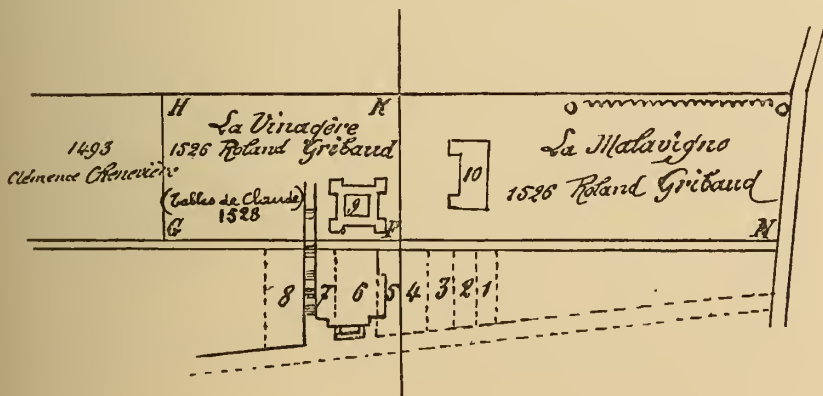 H
K
La Vinagère
1526 Roland Gribaud
(Tables de Claude)
1528
G
F
1493
Clémence Chenevière
La Malavigno
1526 Roland Gribaud
N
9
10
8
7
6
5
4
3
2
1